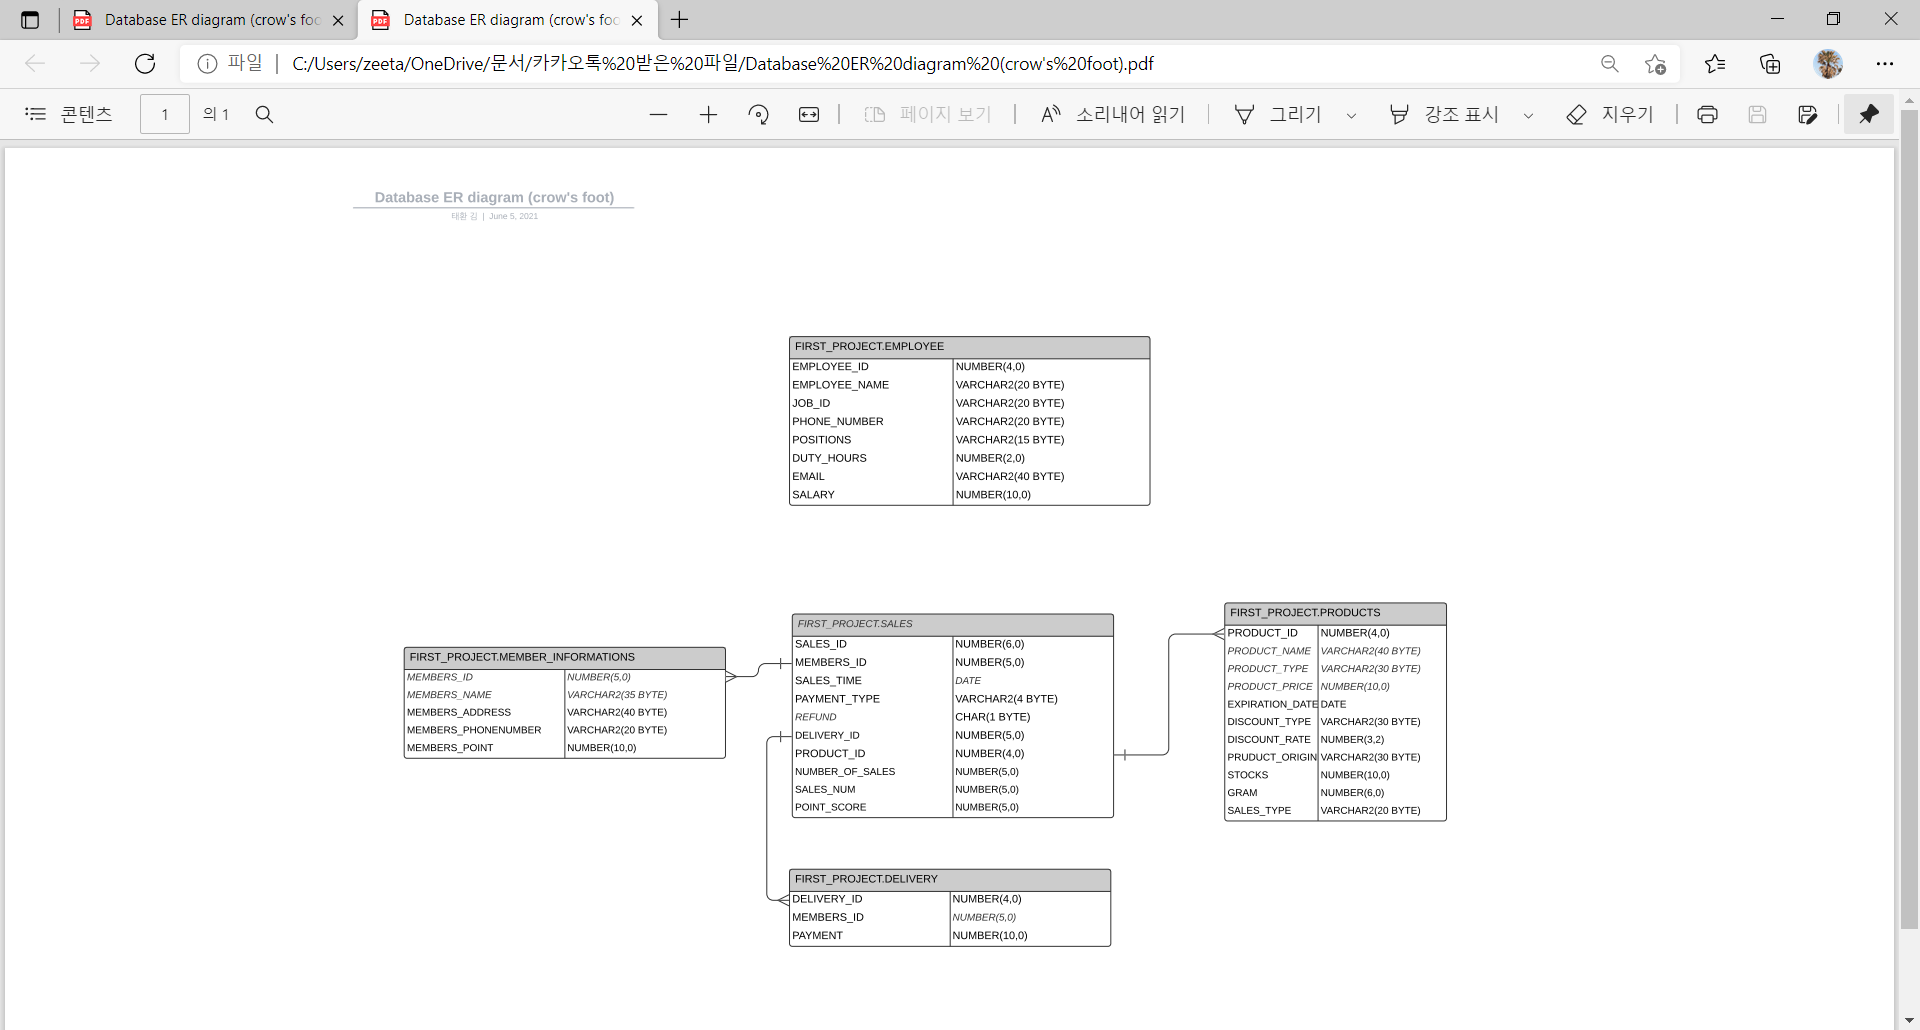 Database ER diagram (crow's foc
Database ER diagram (crow's fo
파일
C:/Users/zeeta/OneDrive/문서/카카오톡%20받은%20파일/Database%20ER%20diagram%20(crow's%20foot).pdf
콘텐츠
1
의 1
페이지 보기
소리내어 읽기
그리기
강조 표시
지우기
Database ER diagram (crow's foot)
태환 김 | June 5, 2021
FIRST_PROJECT.EMPLOYEE
EMPLOYEE_ID NUMBER(4,0)
EMPLOYEE_NAME VARCHAR2(20 BYTE)
JOB_ID VARCHAR2(20 BYTE)
PHONE_NUMBER VARCHAR2(20 BYTE)
POSITIONS VARCHAR2(15 BYTE)
DUTY_HOURS NUMBER(2,0)
EMAIL VARCHAR2(40 BYTE)
SALARY NUMBER(10,0)
FIRST_PROJECT.MEMBER_INFORMATIONS
MEMBERS_ID NUMBER(5,0)
MEMBERS_NAME VARCHAR2(35 BYTE)
MEMBERS_ADDRESS VARCHAR2(40 BYTE)
MEMBERS_PHONENUMBER VARCHAR2(20 BYTE)
MEMBERS_POINT NUMBER(10,0)
FIRST_PROJECT.SALES
SALES_ID NUMBER(6,0)
MEMBERS_ID NUMBER(5,0)
SALES_TIME DATE
PAYMENT_TYPE VARCHAR2(4 BYTE)
REFUND CHAR(1 BYTE)
DELIVERY_ID NUMBER(5,0)
PRODUCT_ID NUMBER(4,0)
NUMBER_OF_SALES NUMBER(5,0)
SALES_NUM NUMBER(5,0)
POINT_SCORE NUMBER(5,0)
FIRST_PROJECT.PRODUCTS
PRODUCT_ID NUMBER(4,0)
PRODUCT_NAME VARCHAR2(40 BYTE)
PRODUCT_TYPE VARCHAR2(30 BYTE)
PRODUCT_PRICE NUMBER(10,0)
EXPIRATION_DATE DATE
DISCOUNT_TYPE VARCHAR2(30 BYTE)
DISCOUNT_RATE NUMBER(3,2)
PRUDUCT_ORIGIN VARCHAR2(30 BYTE)
STOCKS NUMBER(10,0)
GRAM NUMBER(6,0)
SALES_TYPE VARCHAR2(20 BYTE)
FIRST_PROJECT.DELIVERY
DELIVERY_ID NUMBER(4,0)
MEMBERS_ID NUMBER(5,0)
PAYMENT NUMBER(10,0)